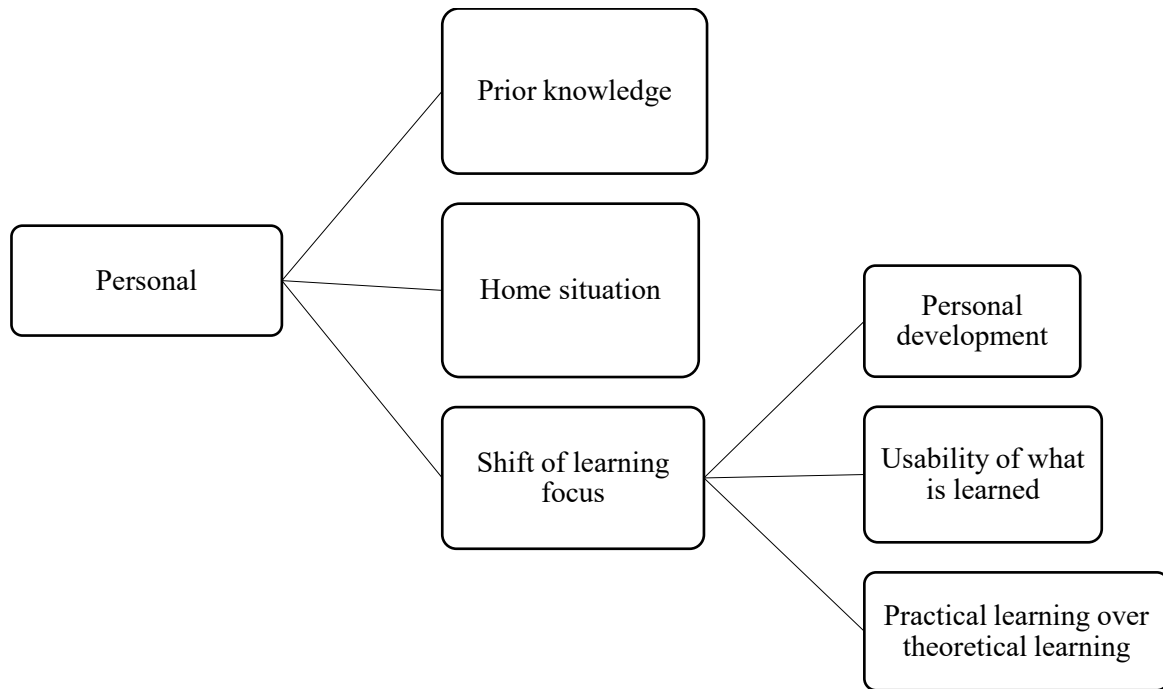 Personal
Prior knowledge
Home situation
Shift of learning
focus
Personal
development
Usability of what
is learned
Practical learning over
theoretical learning